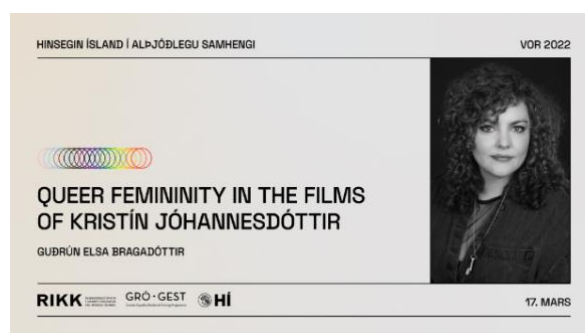 HINSEGIN ÍSLAND Í ALÞJÓÐLEGU SAMHENGI
VOR 2022
QUEER FEMININITY IN THE FILMS
OF KRISTÍN JÓHANNESDÓTTIR
GUÐRÚN ELSA BRAGADÓTTIR
RIKK
GRÓ · GEST
HÍ
17. MARS